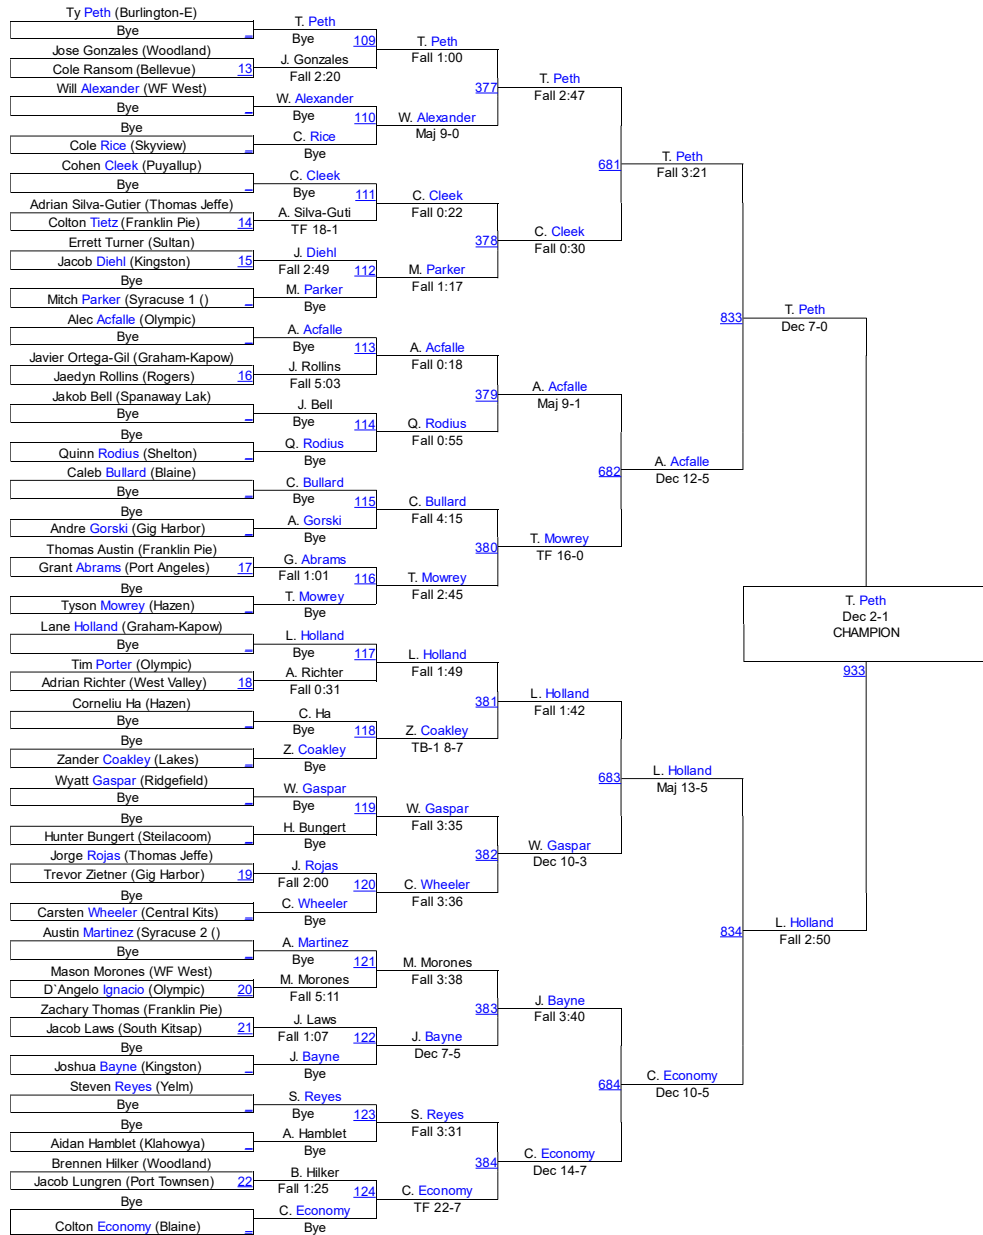 Ty Peth (Burlington-E)
Bye
Jose Gonzales (Woodland)
Cole Ransom (Bellevue) 13
Will Alexander (WF West)
Bye
Bye
Cole Rice (Skyview)
Cohen Cleek (Puyallup)
Bye
Adrian Silva-Gutier (Thomas Jeffe)
Colton Tietz (Franklin Pie) 14
Errett Turner (Sultan)
Jacob Diehl (Kingston) 15
Bye
Mitch Parker (Syracuse 1 ()
Alec Acfalle (Olympic)
Bye
Javier Ortega-Gil (Graham-Kapow)
Jaedyn Rollins (Rogers) 16
Jakob Bell (Spanaway Lak)
Bye
Bye
Quinn Rodius (Shelton)
Caleb Bullard (Blaine)
Bye
Bye
Andre Gorski (Gig Harbor)
Thomas Austin (Franklin Pie)
Grant Abrams (Port Angeles) 17
Bye
Tyson Mowrey (Hazen)
Lane Holland (Graham-Kapow)
Bye
Tim Porter (Olympic)
Adrian Richter (West Valley) 18
Corneliu Ha (Hazen)
Bye
Bye
Zander Coakley (Lakes)
Wyatt Gaspar (Ridgefield)
Bye
Bye
Hunter Bungert (Steilacoom)
Jorge Rojas (Thomas Jeffe)
Trevor Zietner (Gig Harbor) 19
Bye
Carsten Wheeler (Central Kits)
Austin Martinez (Syracuse 2 ()
Bye
Mason Morones (WF West)
D`Angelo Ignacio (Olympic) 20
Zachary Thomas (Franklin Pie)
Jacob Laws (South Kitsap) 21
Bye
Joshua Bayne (Kingston)
Steven Reyes (Yelm)
Bye
Bye
Aidan Hamblet (Klahowya)
Brennen Hilker (Woodland)
Jacob Lungren (Port Townsen) 22
Bye
Colton Economy (Blaine)
T. Peth
Bye 109
J. Gonzales
Fall 2:20
W. Alexander
Bye 110
C. Rice
Bye
C. Cleek
Bye 111
A. Silva-Guti
TF 18-1
J. Diehl
Fall 2:49 112
M. Parker
Bye
A. Acfalle
Bye 113
J. Rollins
Fall 5:03
J. Bell
Bye 114
Q. Rodius
Bye
C. Bullard
Bye 115
A. Gorski
Bye
G. Abrams
Fall 1:01 116
T. Mowrey
Bye
L. Holland
Bye 117
A. Richter
Fall 0:31
C. Ha
Bye 118
Z. Coakley
Bye
W. Gaspar
Bye 119
H. Bungert
Bye
J. Rojas
Fall 2:00 120
C. Wheeler
Bye
A. Martinez
Bye 121
M. Morones
Fall 5:11
J. Laws
Fall 1:07 122
J. Bayne
Bye
S. Reyes
Bye 123
A. Hamblet
Bye
B. Hilker
Fall 1:25 124
C. Economy
Bye
T. Peth
Fall 1:00
377
W. Alexander
Maj 9-0
C. Cleek
Fall 0:22
378
M. Parker
Fall 1:17
A. Acfalle
Fall 0:18
379
Q. Rodius
Fall 0:55
C. Bullard
Fall 4:15
380
T. Mowrey
Fall 2:45
L. Holland
Fall 1:49
381
Z. Coakley
TB-1 8-7
W. Gaspar
Fall 3:35
382
C. Wheeler
Fall 3:36
M. Morones
Fall 3:38
383
J. Bayne
Dec 7-5
S. Reyes
Fall 3:31
384
C. Economy
TF 22-7
T. Peth
Fall 2:47
681
C. Cleek
Fall 0:30
A. Acfalle
Maj 9-1
682
T. Mowrey
TF 16-0
L. Holland
Fall 1:42
683
W. Gaspar
Dec 10-3
J. Bayne
Fall 3:40
684
C. Economy
Dec 14-7
T. Peth
Fall 3:21
833
A. Acfalle
Dec 12-5
L. Holland
Maj 13-5
834
C. Economy
Dec 10-5
T. Peth
Dec 7-0
L. Holland
Fall 2:50
T. Peth
Dec 2-1
CHAMPION
933